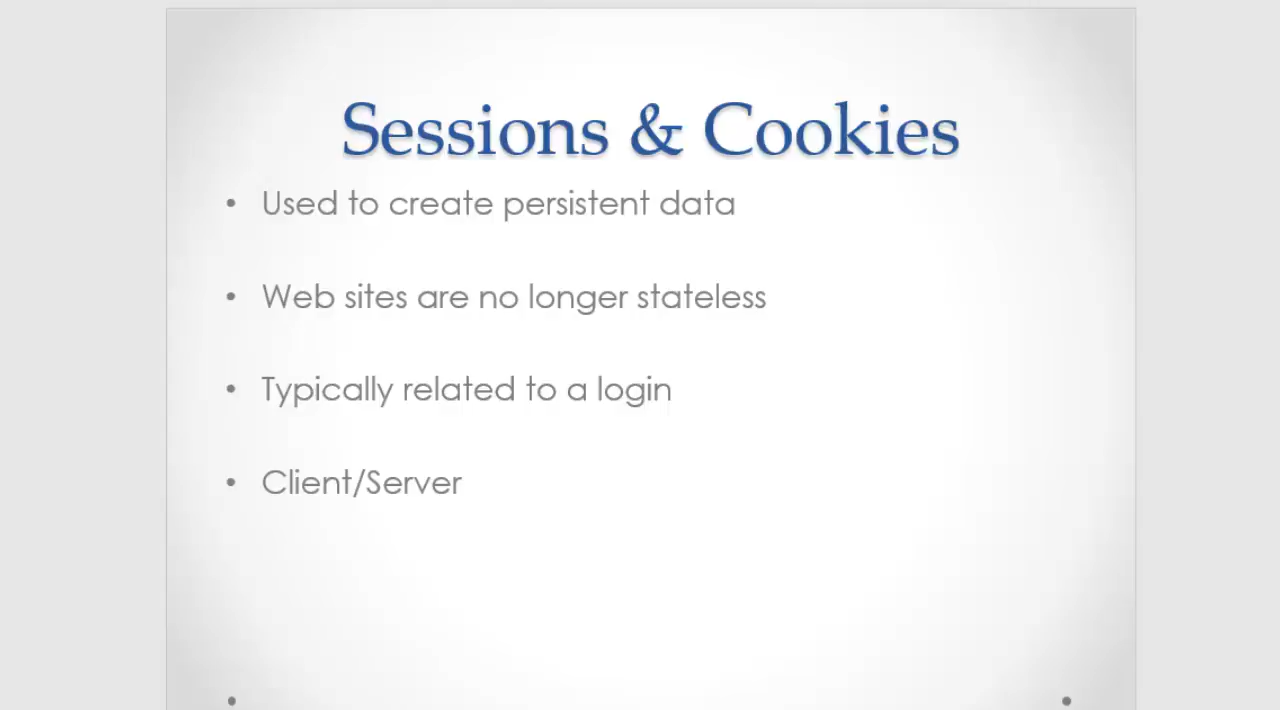 Sessions & Cookies
• Used to create persistent data
• Web sites are no longer stateless
• Typically related to a login
• Client/Server